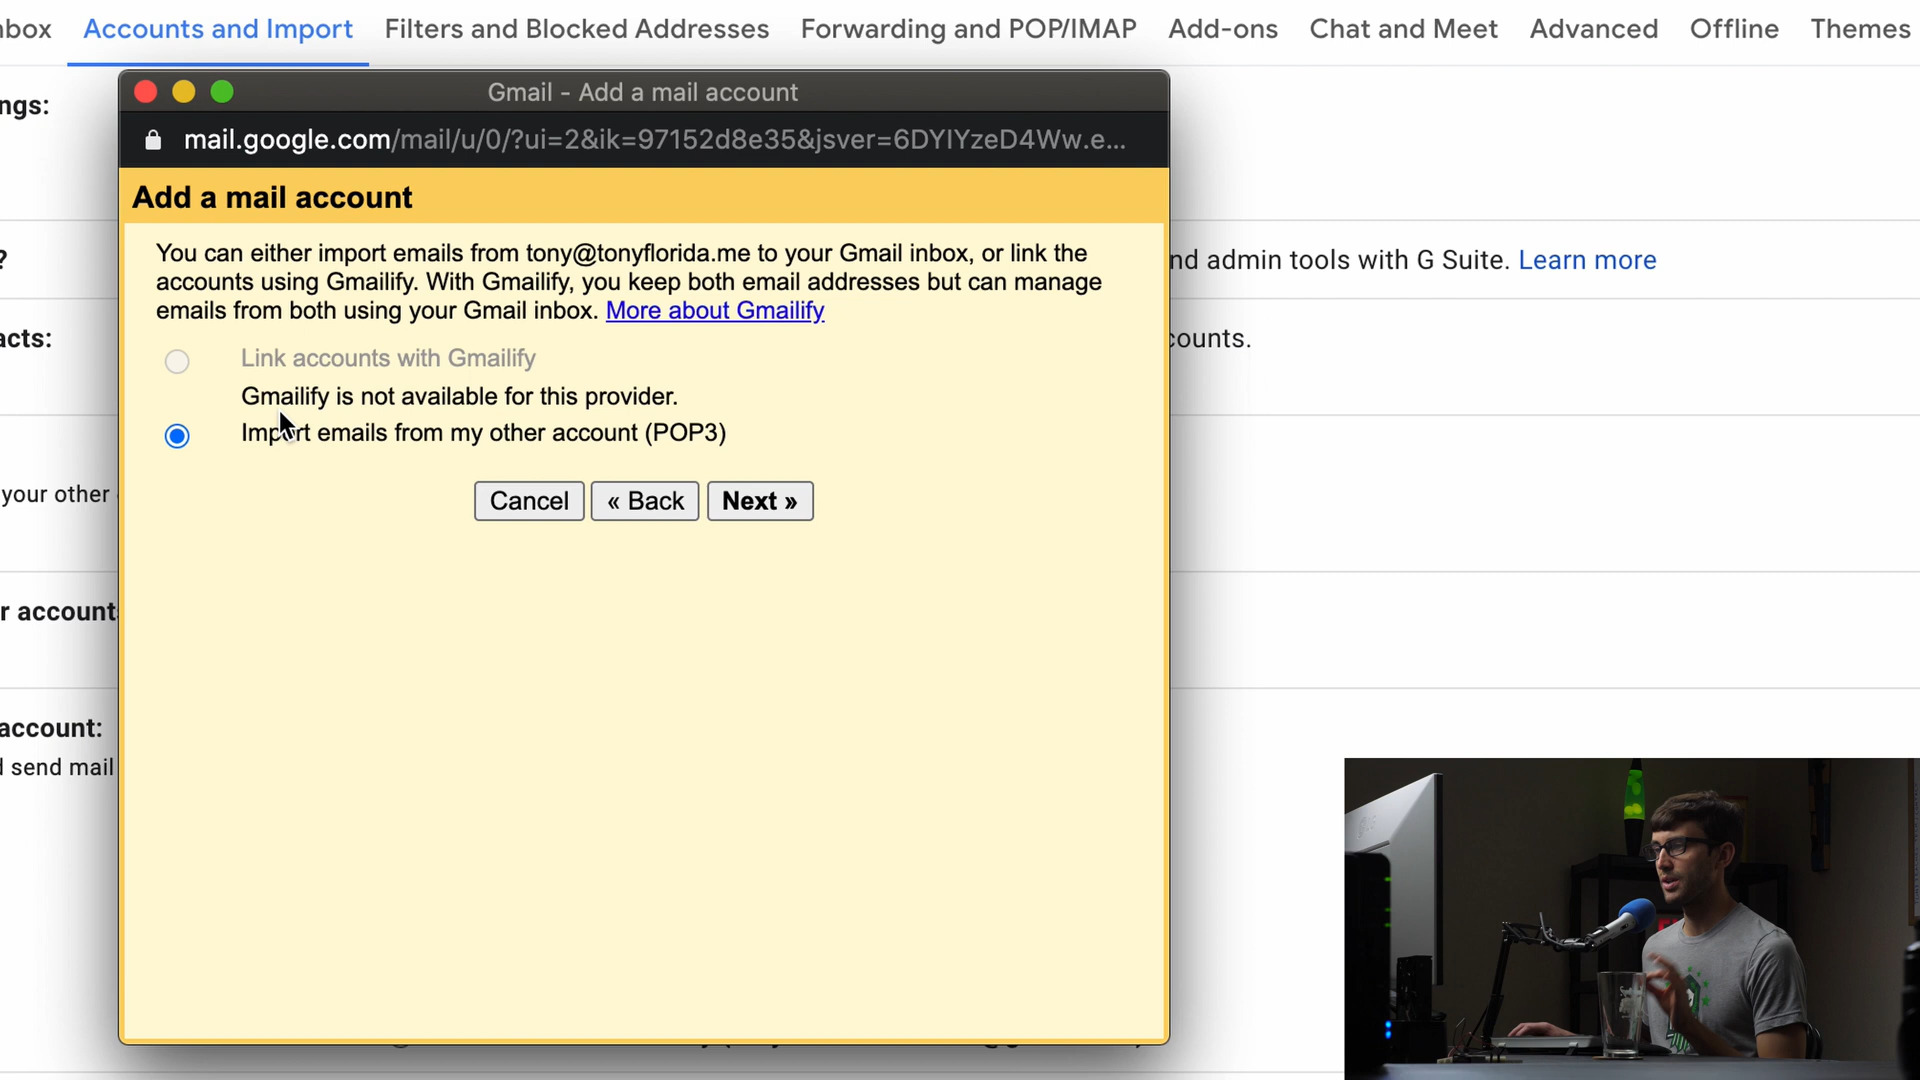 nbox Accounts and Import Filters and Blocked Addresses Forwarding and POP/IMAP Add-ons Chat and Meet Advanced Offline Themes
ngs:
Gmail - Add a mail account
mail.google.com/mail/u/0/?ui=2&ik=97152d8e35&jsver=6DYIYzeD4Ww.e...
Add a mail account
You can either import emails from tony@tonyflorida.me to your Gmail inbox, or link the
accounts using Gmailify. With Gmailify, you keep both email addresses but can manage
emails from both using your Gmail inbox. More about Gmailify
Link accounts with Gmailify
Gmailify is not available for this provider.
Import emails from my other account (POP3)
Cancel « Back Next »
?
nd admin tools with G Suite. Learn more
acts:
counts.
your other
r account
account:
d send mail